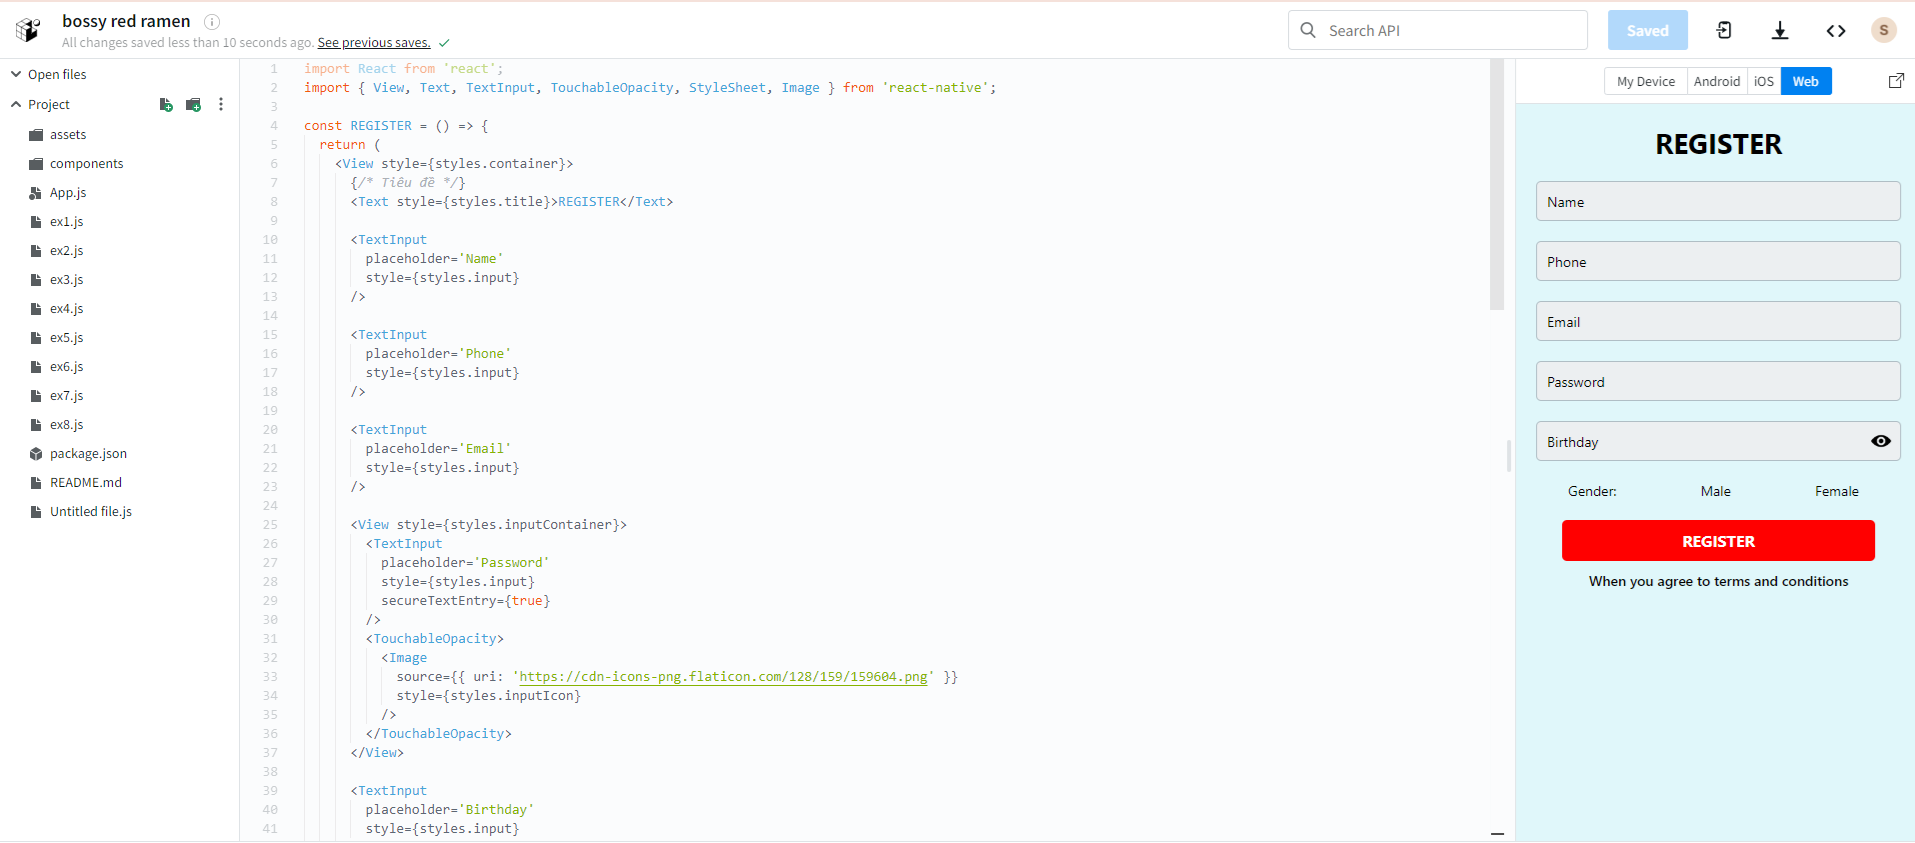 bossy red ramen
All changes saved less than 10 seconds ago. See previous saves.
Search API
Saved
S
Open files
Project
assets
components
App.js
ex1.js
ex2.js
ex3.js
ex4.js
ex5.js
ex6.js
ex7.js
ex8.js
package.json
README.md
Untitled file.js
1 import React from 'react';
2 import { View, Text, TextInput, TouchableOpacity, StyleSheet, Image } from 'react-native';
3
4 const REGISTER = () => {
5 return (
6 <View style={styles.container}>
7 {/* Tiêu đề */}
8 <Text style={styles.title}>REGISTER</Text>
9
10 <TextInput
11 placeholder='Name'
12 style={styles.input}
13 />
14
15 <TextInput
16 placeholder='Phone'
17 style={styles.input}
18 />
19
20 <TextInput
21 placeholder='Email'
22 style={styles.input}
23 />
24
25 <View style={styles.inputContainer}>
26 <TextInput
27 placeholder='Password'
28 style={styles.input}
29 secureTextEntry={true}
30 />
31 <TouchableOpacity>
32 <Image
33 source={{ uri: 'https://cdn-icons-png.flaticon.com/128/159/159604.png' }}
34 style={styles.inputIcon}
35 />
36 </TouchableOpacity>
37 </View>
38
39 <TextInput
40 placeholder='Birthday'
41 style={styles.input}
My Device Android iOS Web
REGISTER
Name
Phone
Email
Password
Birthday
Gender: Male Female
REGISTER
When you agree to terms and conditions